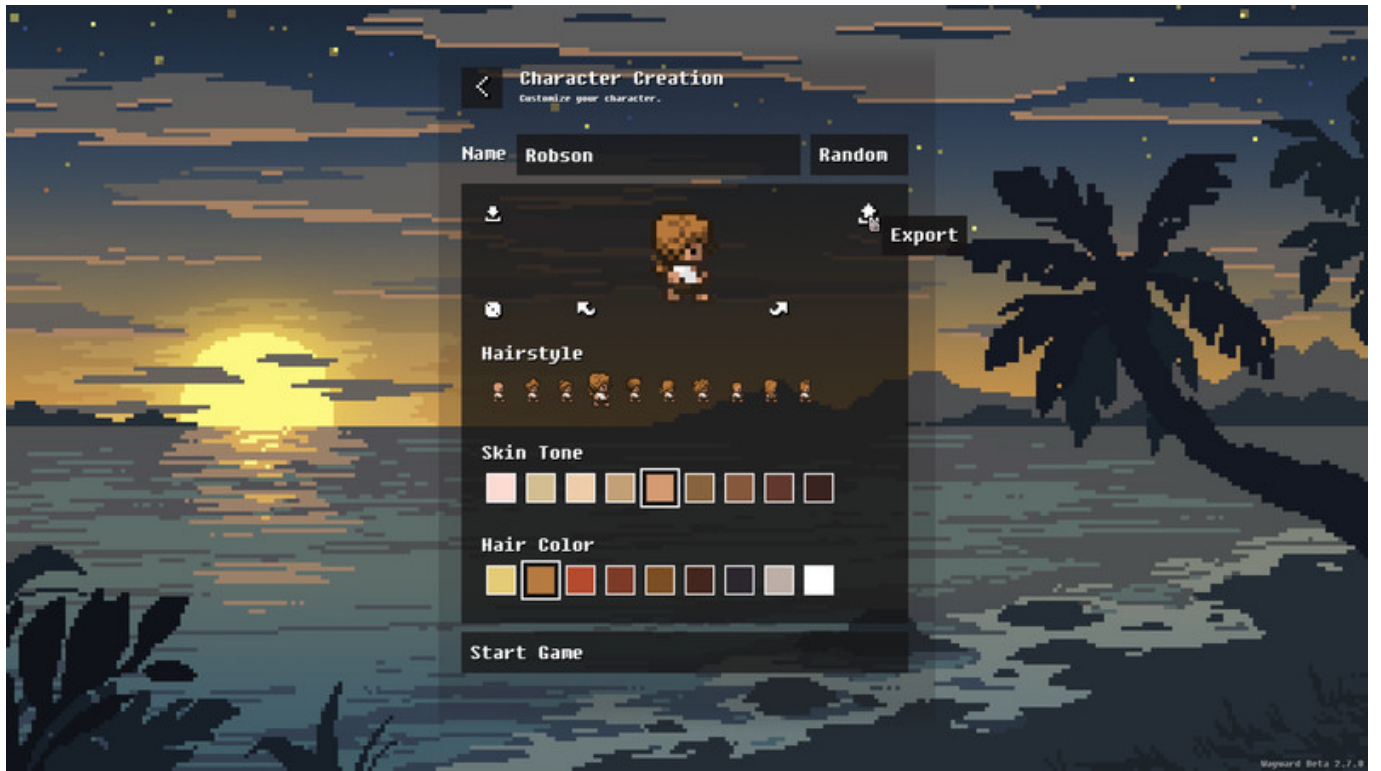 Character Creation
Customize your character.
Name Robson Random
Export
Hairstyle
Skin Tone
Hair Color
Start Game
Wayward Beta 2.7.0